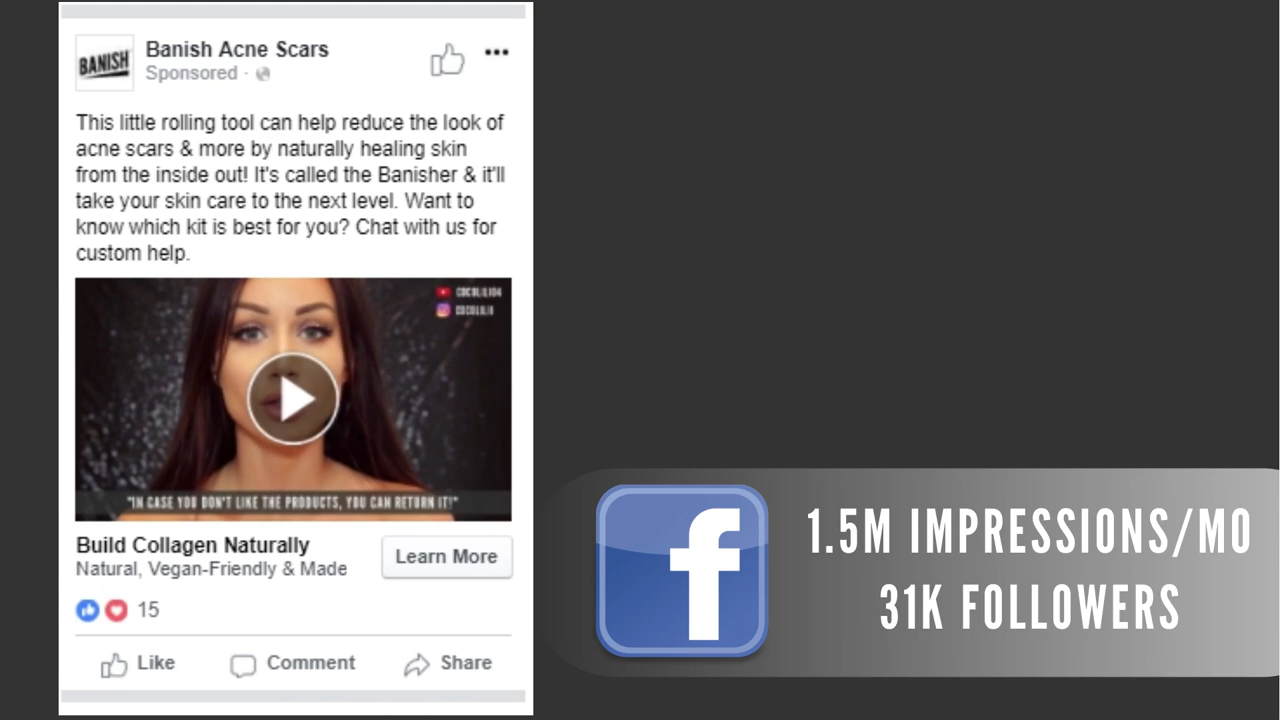 BANISH
Banish Acne Scars
Sponsored ·
This little rolling tool can help reduce the look of
acne scars & more by naturally healing skin
from the inside out! It's called the Banisher & it'll
take your skin care to the next level. Want to
know which kit is best for you? Chat with us for
custom help.
"IN CASE YOU DON'T LIKE THE PRODUCTS, YOU CAN RETURN IT!"
Build Collagen Naturally
Natural, Vegan-Friendly & Made
Learn More
15
Like
Comment
Share
f
1.5M IMPRESSIONS/MO
31K FOLLOWERS